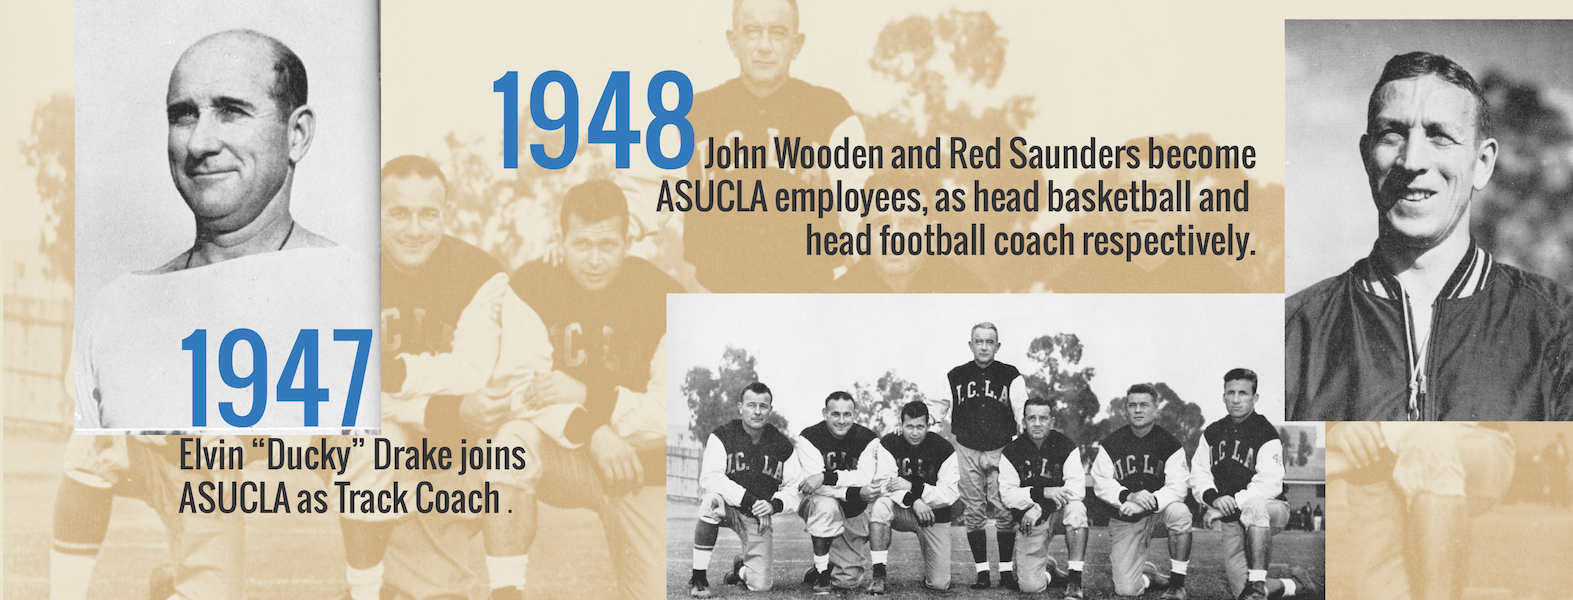 1947
Elvin “Ducky” Drake joins
ASUCLA as Track Coach .
1948 John Wooden and Red Saunders become
ASUCLA employees, as head basketball and
head football coach respectively.
U.C.L.A
U.C.L.A